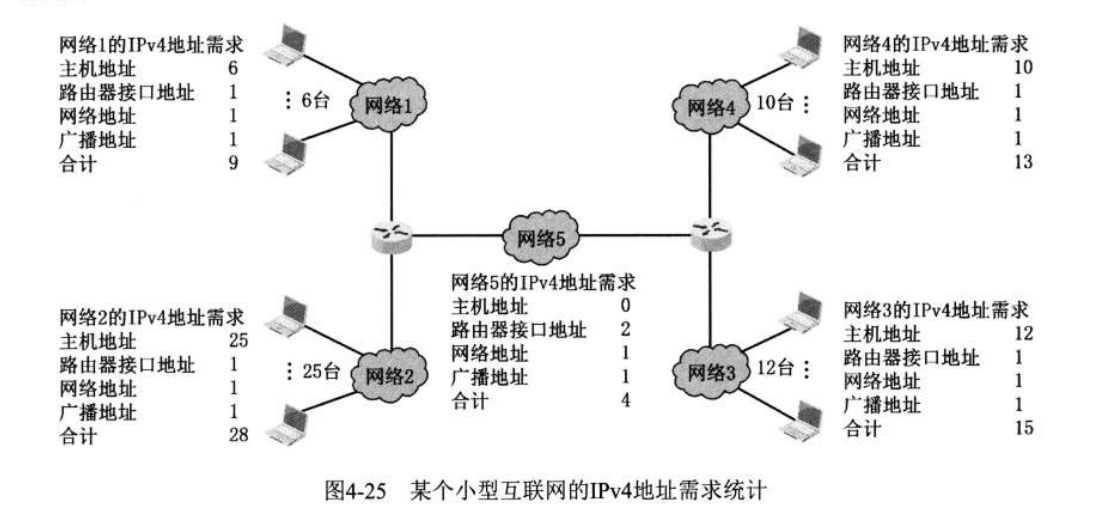 网络1的IPv4地址需求
主机地址 6
路由器接口地址 1
网络地址 1
广播地址 1
合计 9
⋮6台
网络1
网络4
10台⋮
网络4的IPv4地址需求
主机地址 10
路由器接口地址 1
网络地址 1
广播地址 1
合计 13
网络5
网络5的IPv4地址需求
主机地址 0
路由器接口地址 2
网络地址 1
广播地址 1
合计 4
网络2的IPv4地址需求
主机地址 25
路由器接口地址 1
网络地址 1
广播地址 1
合计 28
⋮25台
网络2
网络3
12台⋮
网络3的IPv4地址需求
主机地址 12
路由器接口地址 1
网络地址 1
广播地址 1
合计 15
图4-25 某个小型互联网的IPv4地址需求统计